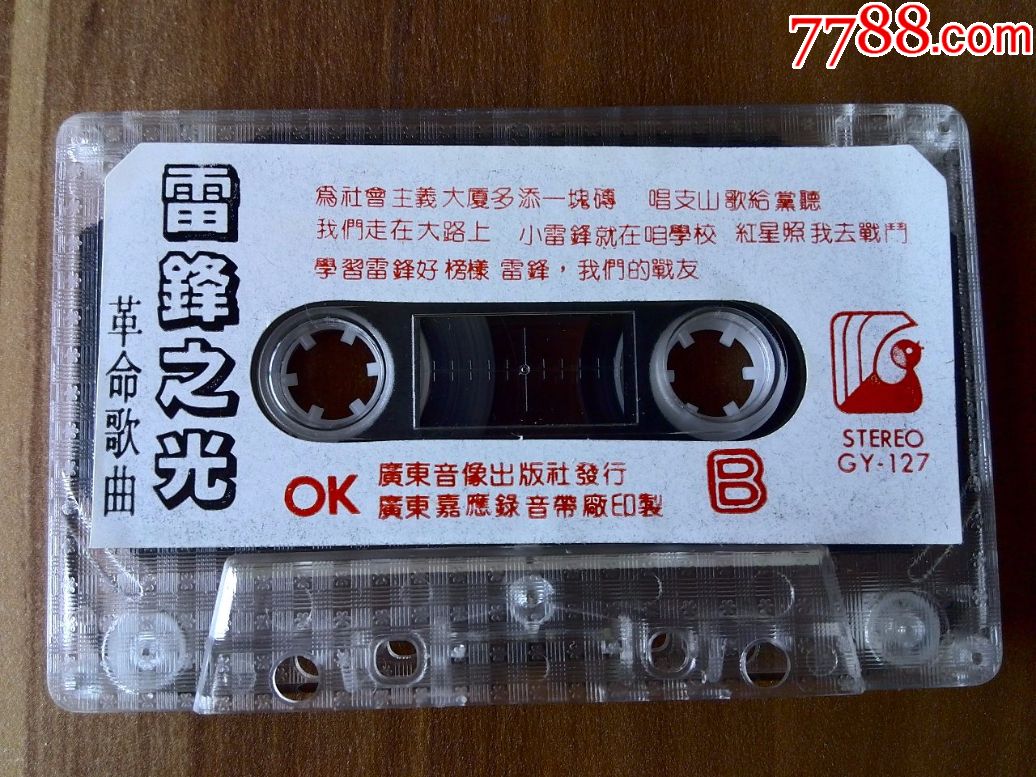 7788.com
雷鋒之光
革命歌曲
為社會主義大廈多添一塊磚 唱支山歌給黨聽
我們走在大路上 小雷鋒就在咱學校 紅星照我去戰鬥
學習雷鋒好榜樣 雷鋒，我們的戰友
STEREO
GY-127
OK 廣東音像出版社發行
廣東嘉應錄音帶廠印製
B